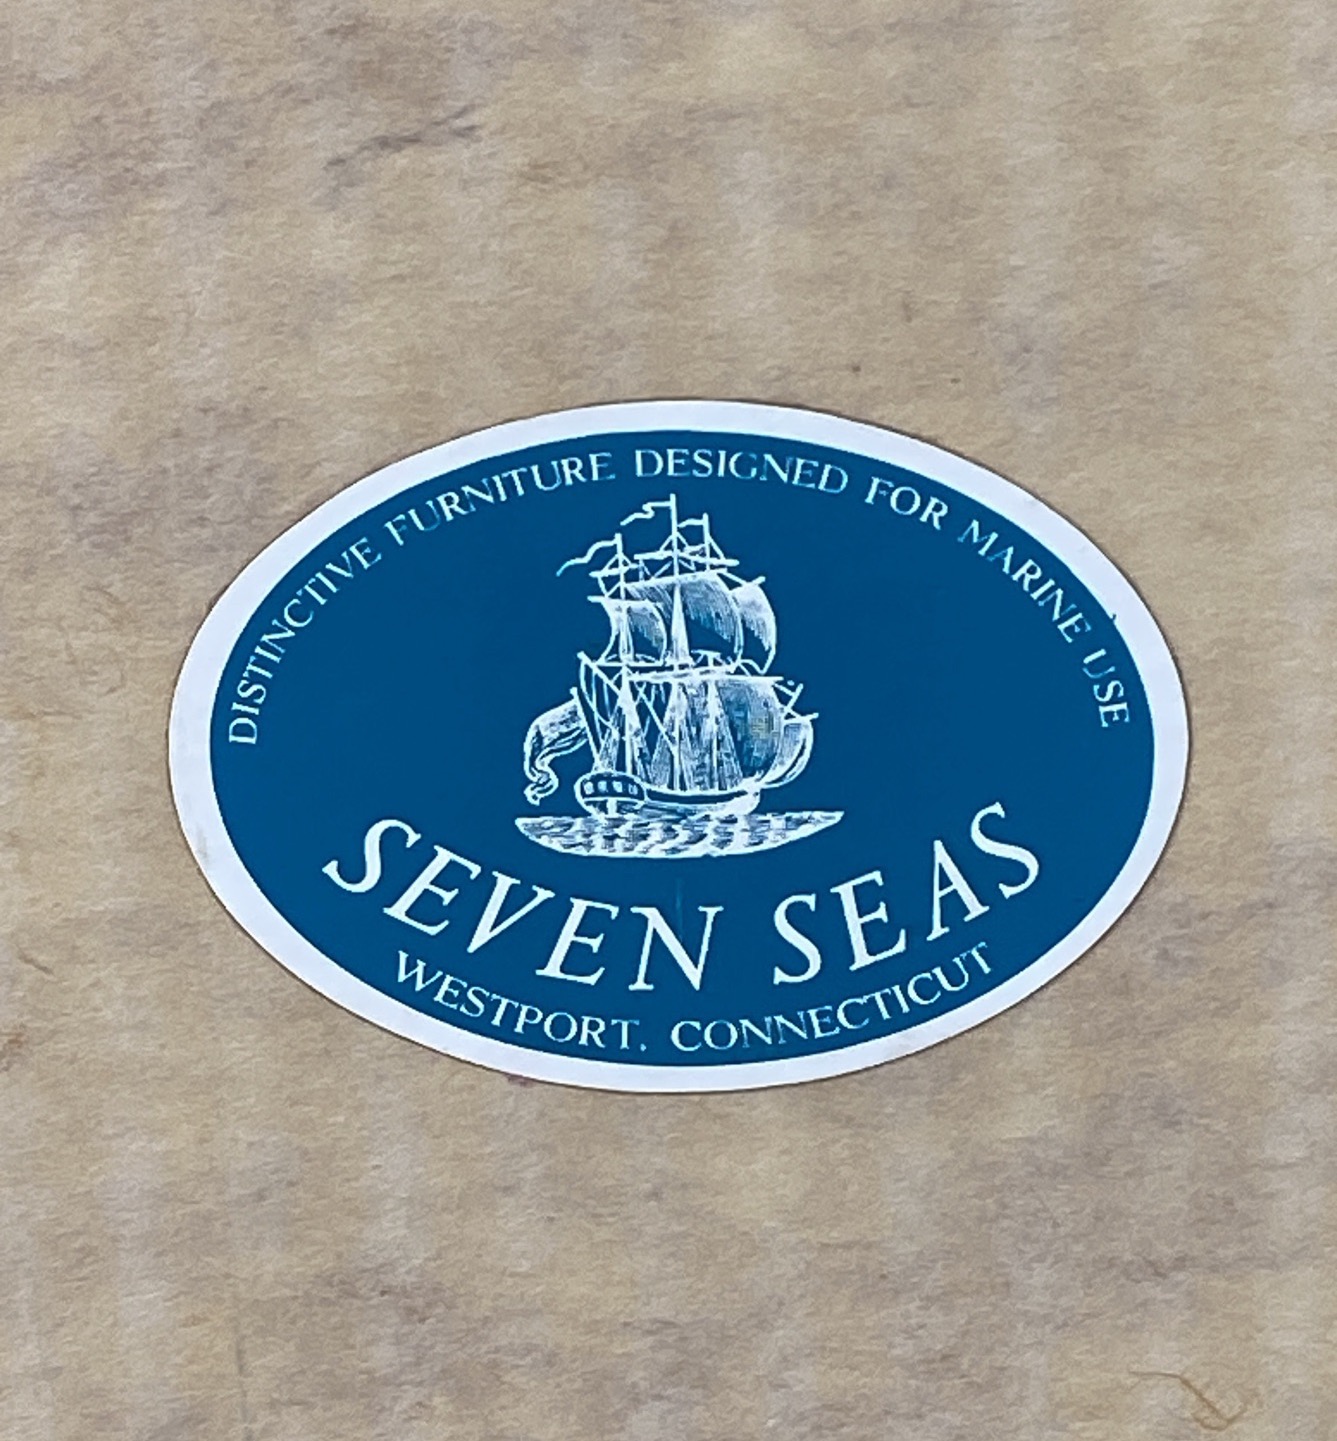 DISTINCTIVE FURNITURE DESIGNED FOR MARINE USE
SEVEN SEAS
WESTPORT. CONNECTICUT